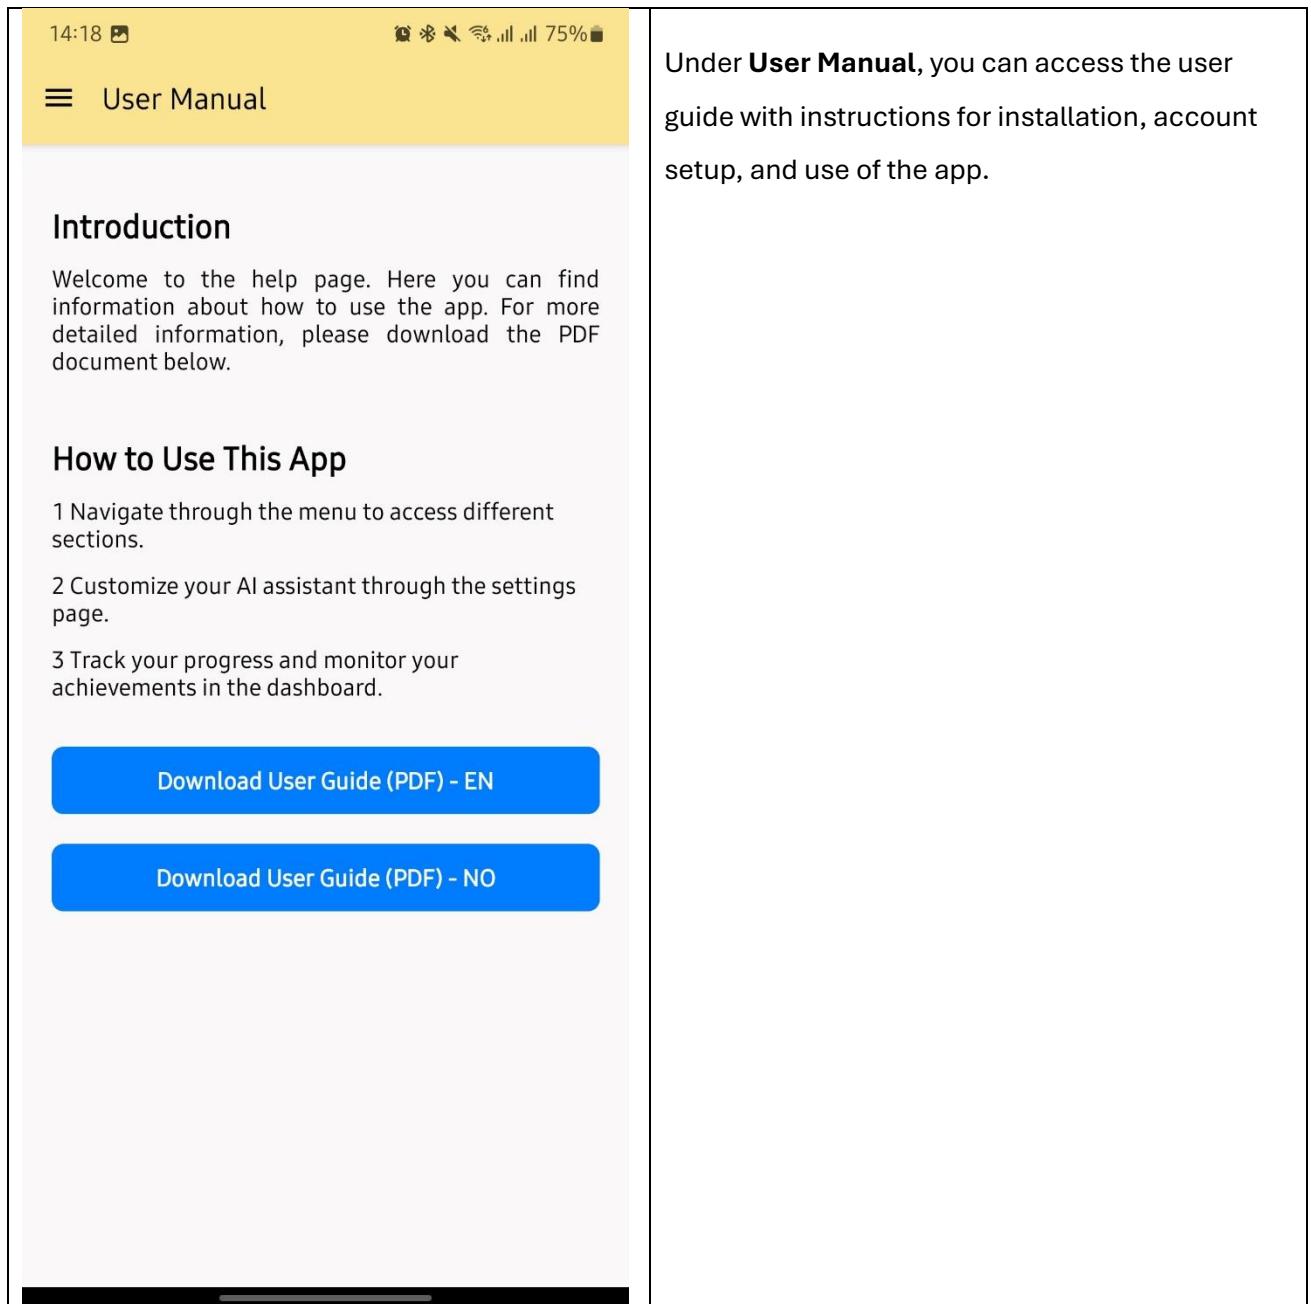 14:18
75%
User Manual
Introduction
Welcome to the help page. Here you can find
information about how to use the app. For more
detailed information, please download the PDF
document below.
How to Use This App
1 Navigate through the menu to access different
sections.
2 Customize your AI assistant through the settings
page.
3 Track your progress and monitor your
achievements in the dashboard.
Download User Guide (PDF) - EN
Download User Guide (PDF) - NO
Under User Manual, you can access the user
guide with instructions for installation, account
setup, and use of the app.